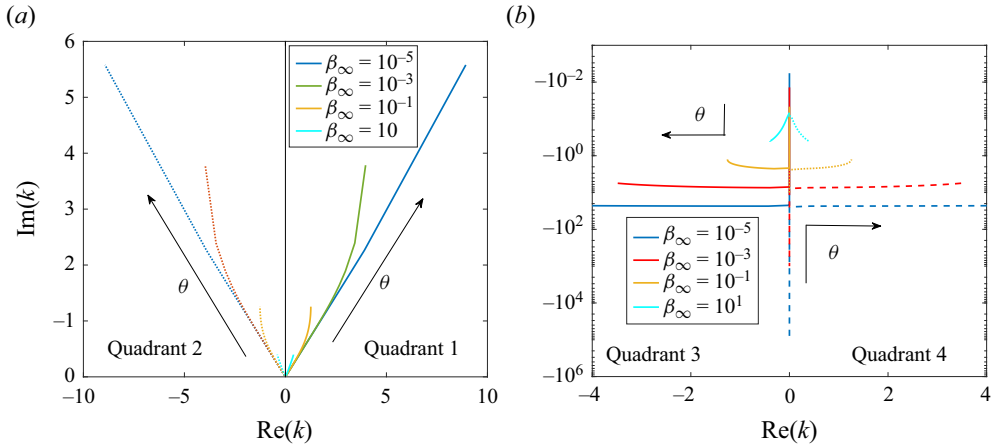 (a)
6
5
4
3
2
–1
0
Im(k)
–10
–5
0
5
10
Re(k)
β∞ = 10⁻⁵
β∞ = 10⁻³
β∞ = 10⁻¹
β∞ = 10
θ
θ
Quadrant 2
Quadrant 1
(b)
–10⁻²
–10⁰
–10²
–10⁴
–10⁶
θ
θ
β∞ = 10⁻⁵
β∞ = 10⁻³
β∞ = 10⁻¹
β∞ = 10¹
Quadrant 3
Quadrant 4
–4
–2
0
2
4
Re(k)